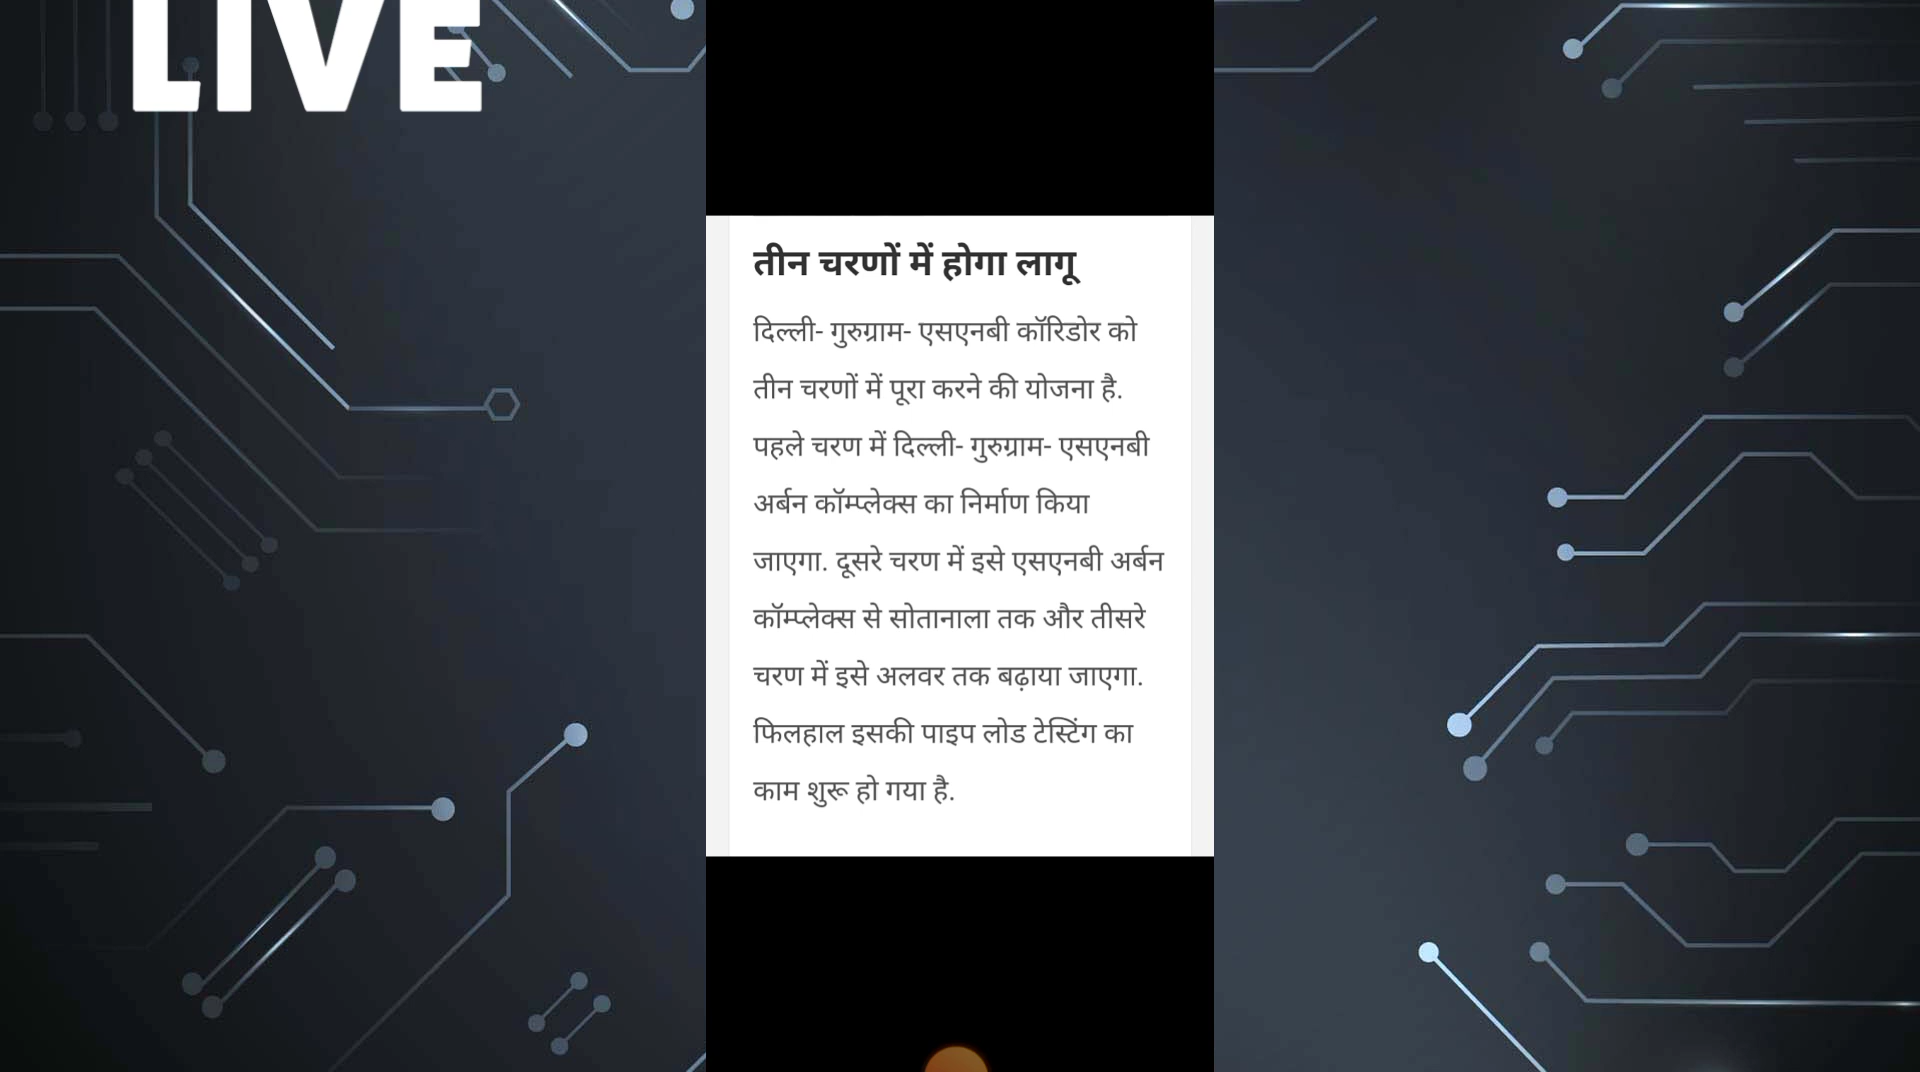 LIVE
तीन चरणों में होगा लागू
दिल्ली- गुरुग्राम- एसएनबी कॉरिडोर को
तीन चरणों में पूरा करने की योजना है.
पहले चरण में दिल्ली- गुरुग्राम- एसएनबी
अर्बन कॉम्प्लेक्स का निर्माण किया
जाएगा. दूसरे चरण में इसे एसएनबी अर्बन
कॉम्प्लेक्स से सोतानाला तक और तीसरे
चरण में इसे अलवर तक बढ़ाया जाएगा.
फिलहाल इसकी पाइप लोड टेस्टिंग का
काम शुरू हो गया है.